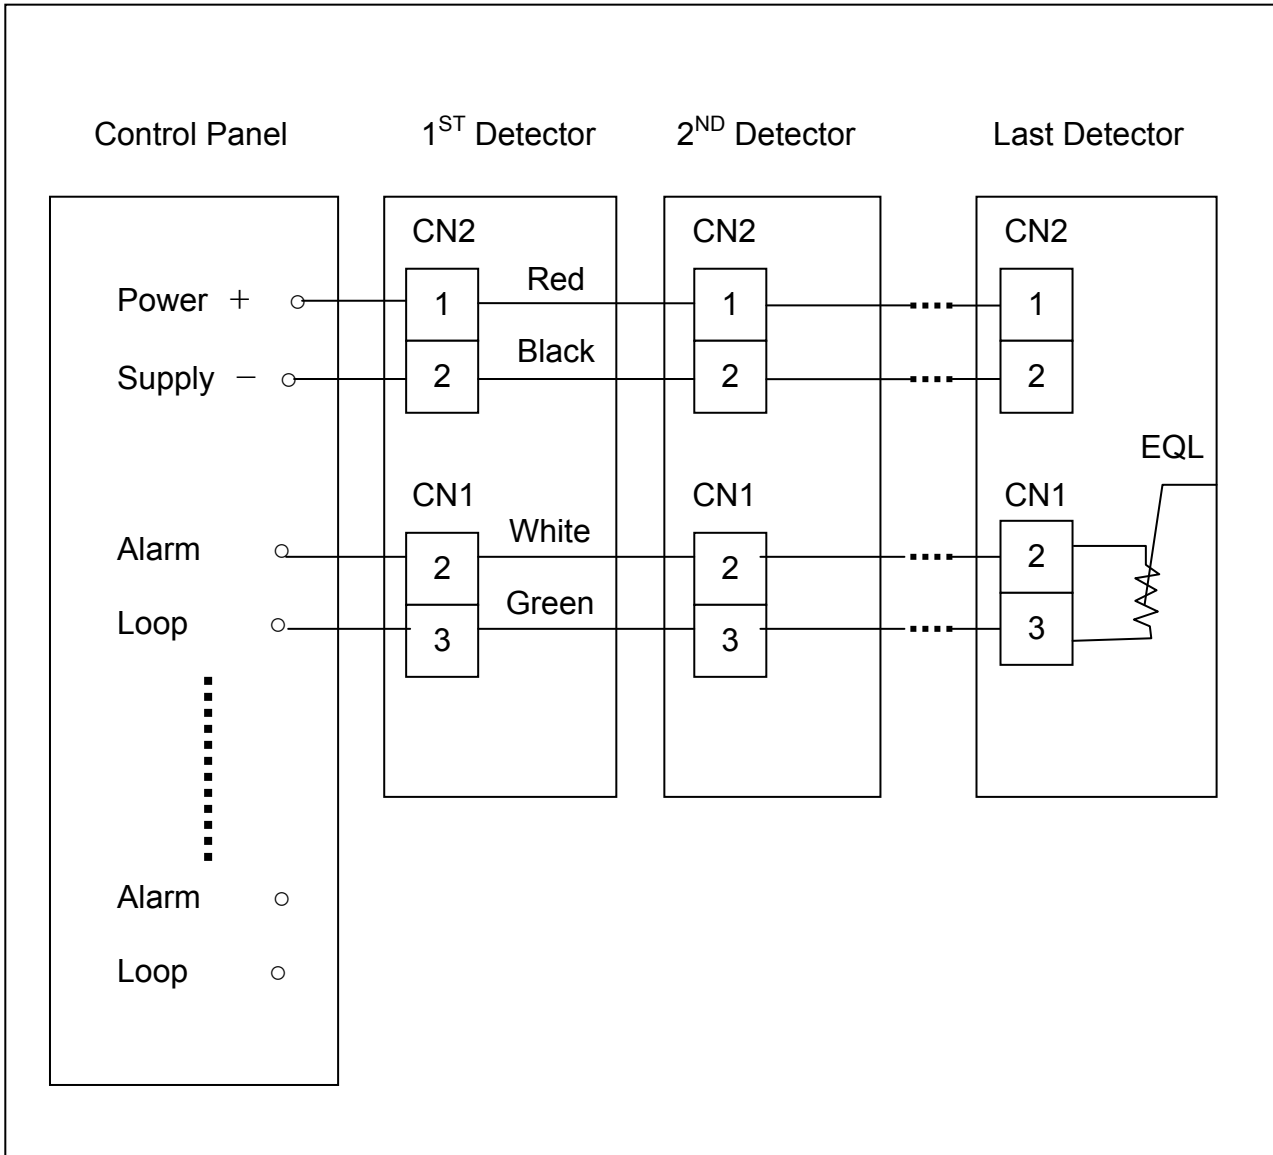 Control Panel
1ST Detector
2ND Detector
Last Detector
CN2
CN2
CN2
Power +
1
Red
1
1
Supply −
2
Black
2
2
EQL
CN1
CN1
CN1
Alarm
2
White
2
2
Loop
3
Green
3
3
Alarm
Loop